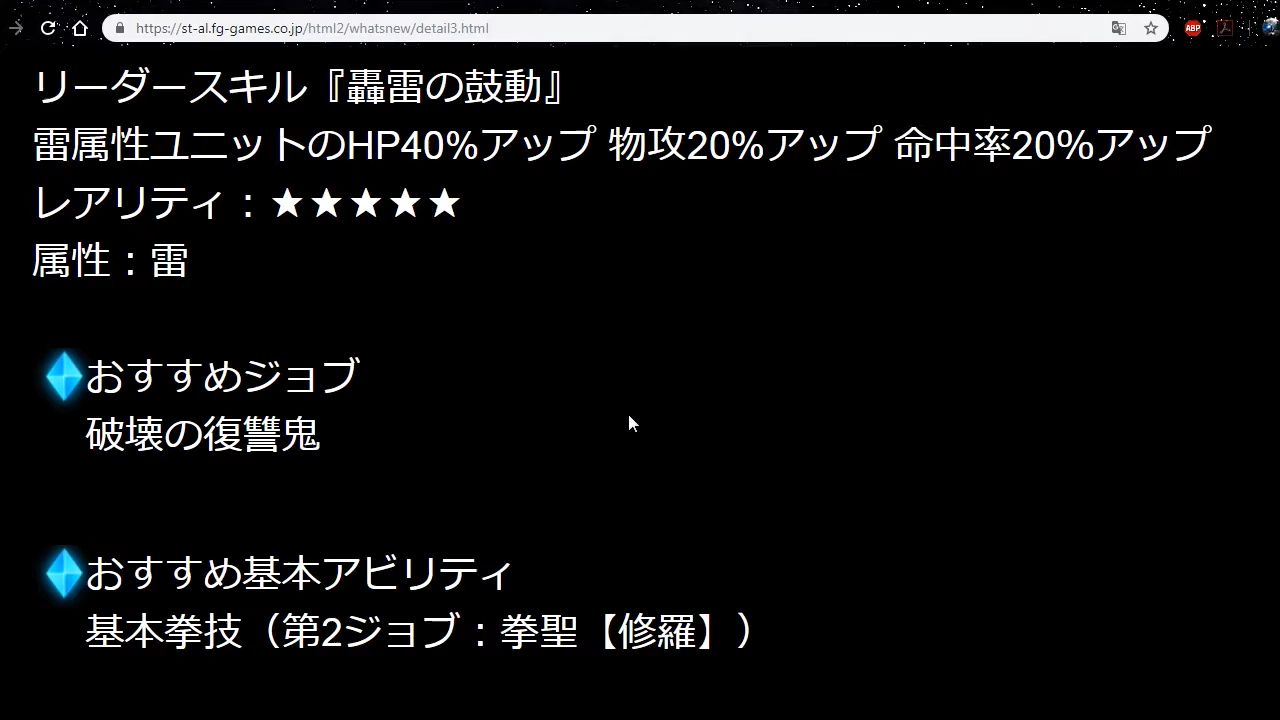 https://st-al.fg-games.co.jp/html2/whatsnew/detail3.html
ABP
リーダースキル『轟雷の鼓動』
雷属性ユニットのHP40%アップ 物攻20%アップ 命中率20%アップ
レアリティ：★★★★★
属性：雷
おすすめジョブ
破壊の復讐鬼
おすすめ基本アビリティ
基本拳技（第2ジョブ：拳聖【修羅】）